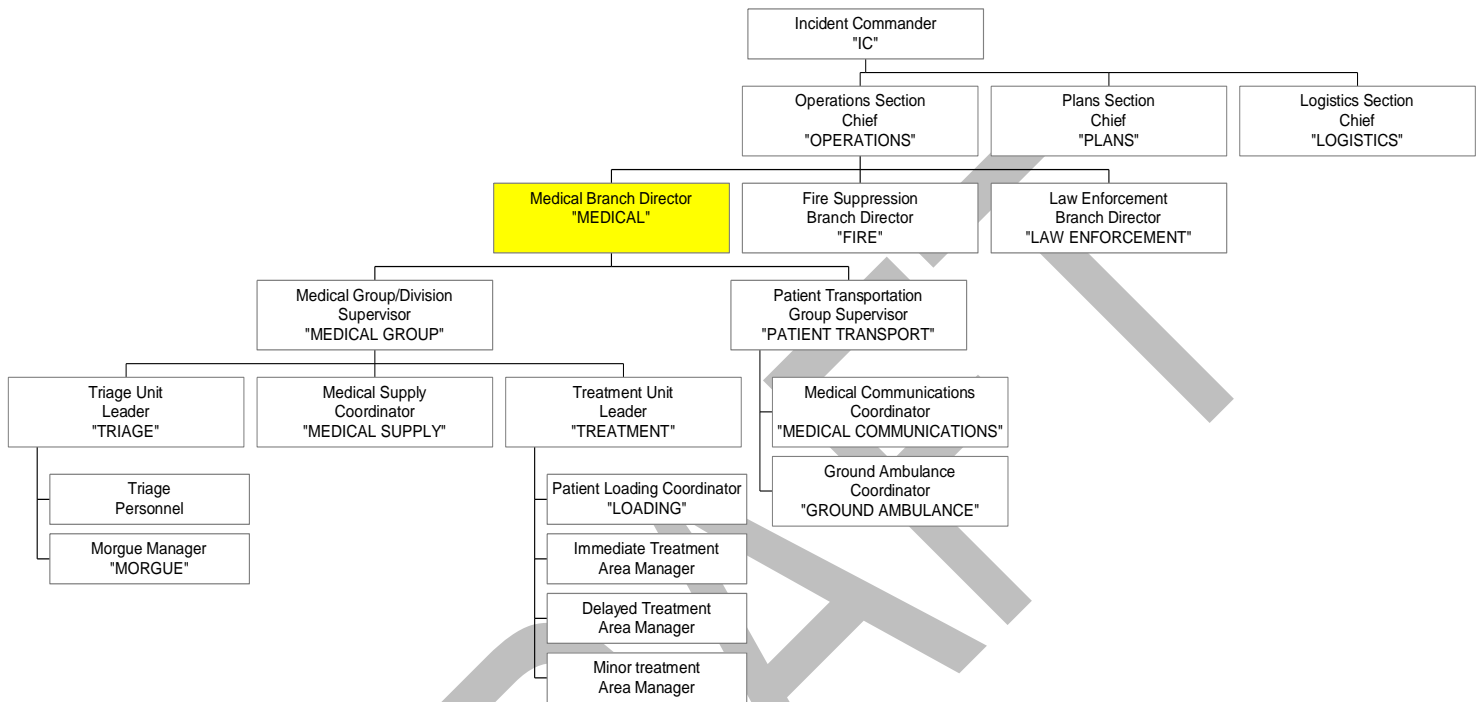 Incident Commander
"IC"
Operations Section
Chief
"OPERATIONS"
Plans Section
Chief
"PLANS"
Logistics Section
Chief
"LOGISTICS"
Medical Branch Director
"MEDICAL"
Fire Suppression
Branch Director
"FIRE"
Law Enforcement
Branch Director
"LAW ENFORCEMENT"
Medical Group/Division
Supervisor
"MEDICAL GROUP"
Patient Transportation
Group Supervisor
"PATIENT TRANSPORT"
Triage Unit
Leader
"TRIAGE"
Medical Supply
Coordinator
"MEDICAL SUPPLY"
Treatment Unit
Leader
"TREATMENT"
Medical Communications
Coordinator
"MEDICAL COMMUNICATIONS"
Ground Ambulance
Coordinator
"GROUND AMBULANCE"
Triage
Personnel
Morgue Manager
"MORGUE"
Patient Loading Coordinator
"LOADING"
Immediate Treatment
Area Manager
Delayed Treatment
Area Manager
Minor treatment
Area Manager